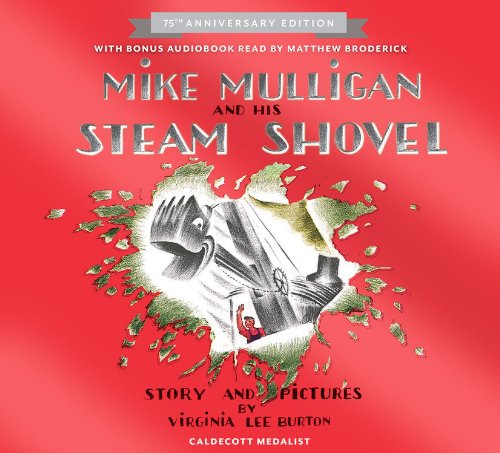 75TH ANNIVERSARY EDITION
WITH BONUS AUDIOBOOK READ BY MATTHEW BRODERICK
MIKE MULLIGAN
AND HIS
STEAM SHOVEL
STORY AND PICTURES
BY
VIRGINIA LEE BURTON
CALDECOTT MEDALIST